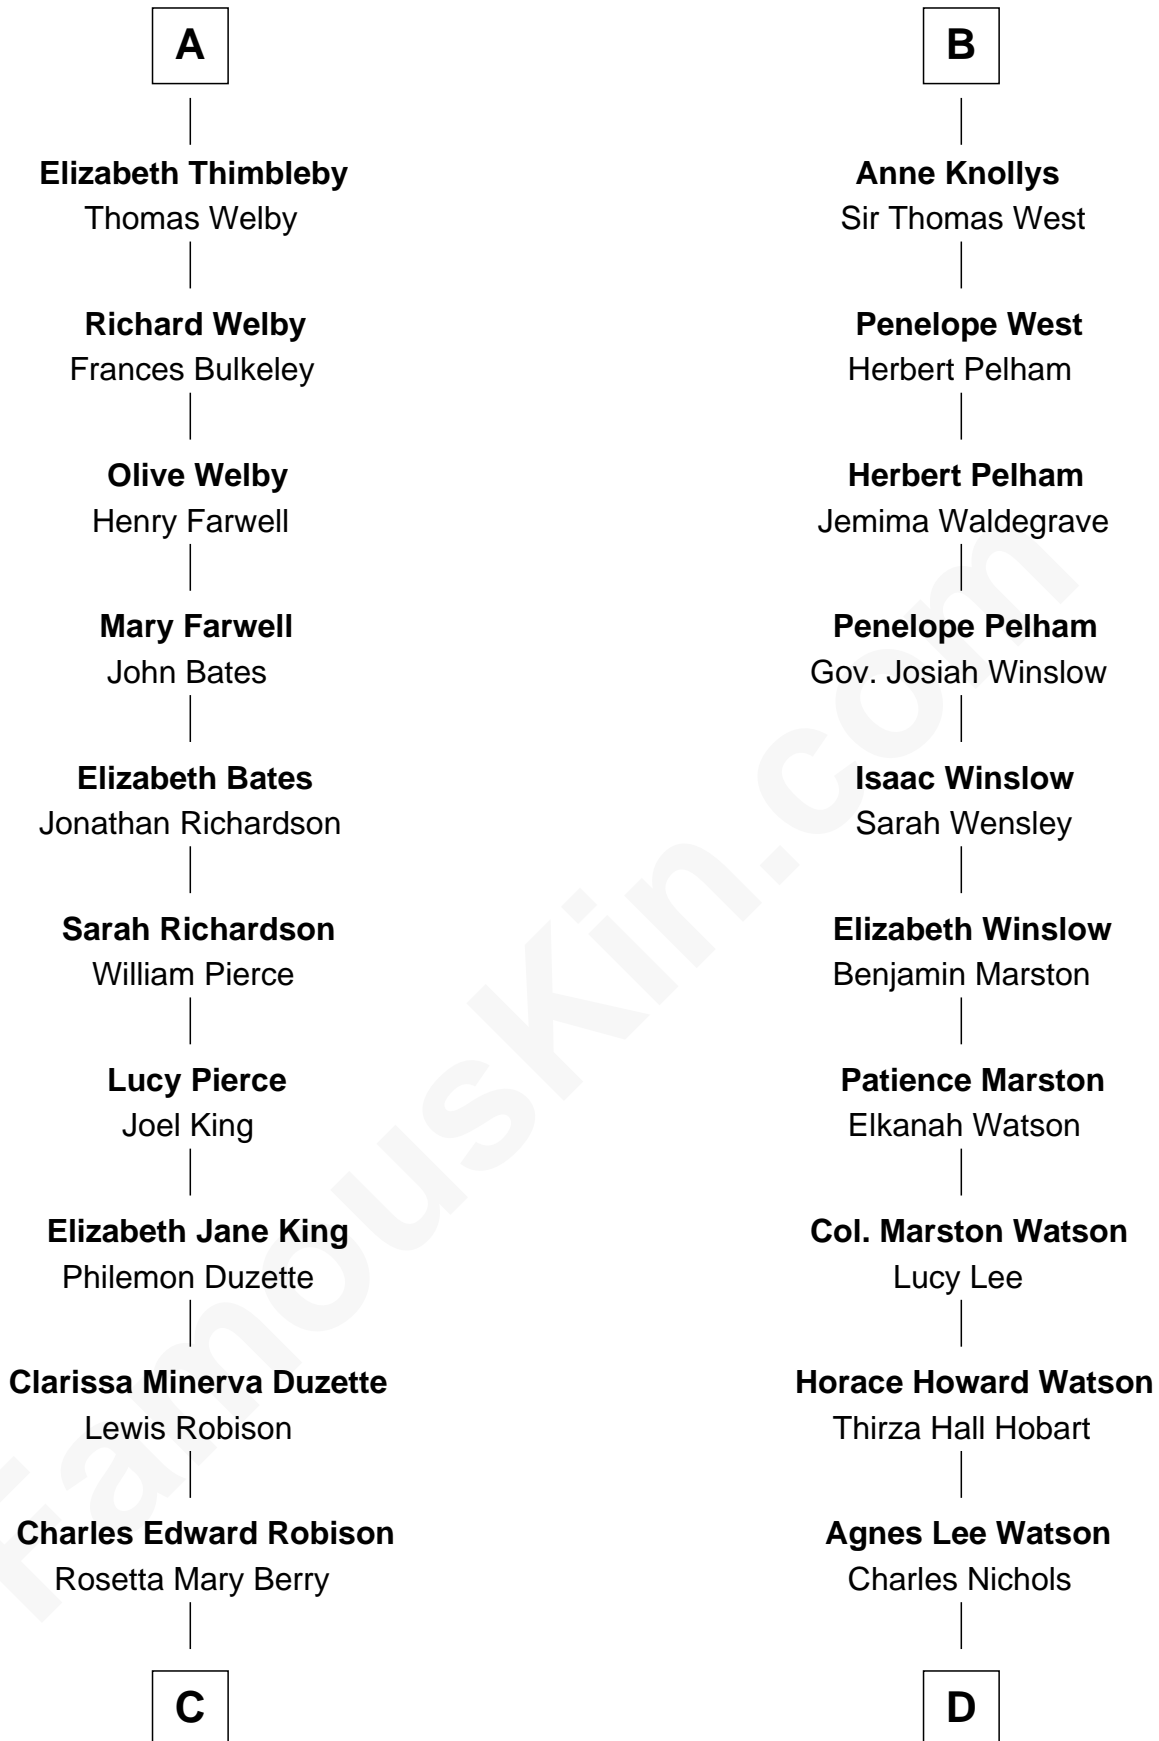 A
Elizabeth Thimbleby
Thomas Welby
Richard Welby
Frances Bulkeley
Olive Welby
Henry Farwell
Mary Farwell
John Bates
Elizabeth Bates
Jonathan Richardson
Sarah Richardson
William Pierce
Lucy Pierce
Joel King
Elizabeth Jane King
Philemon Duzette
Clarissa Minerva Duzette
Lewis Robison
Charles Edward Robison
Rosetta Mary Berry
C
B
Anne Knollys
Sir Thomas West
Penelope West
Herbert Pelham
Herbert Pelham
Jemima Waldegrave
Penelope Pelham
Gov. Josiah Winslow
Isaac Winslow
Sarah Wensley
Elizabeth Winslow
Benjamin Marston
Patience Marston
Elkanah Watson
Col. Marston Watson
Lucy Lee
Horace Howard Watson
Thirza Hall Hobart
Agnes Lee Watson
Charles Nichols
D
FamousKin.com